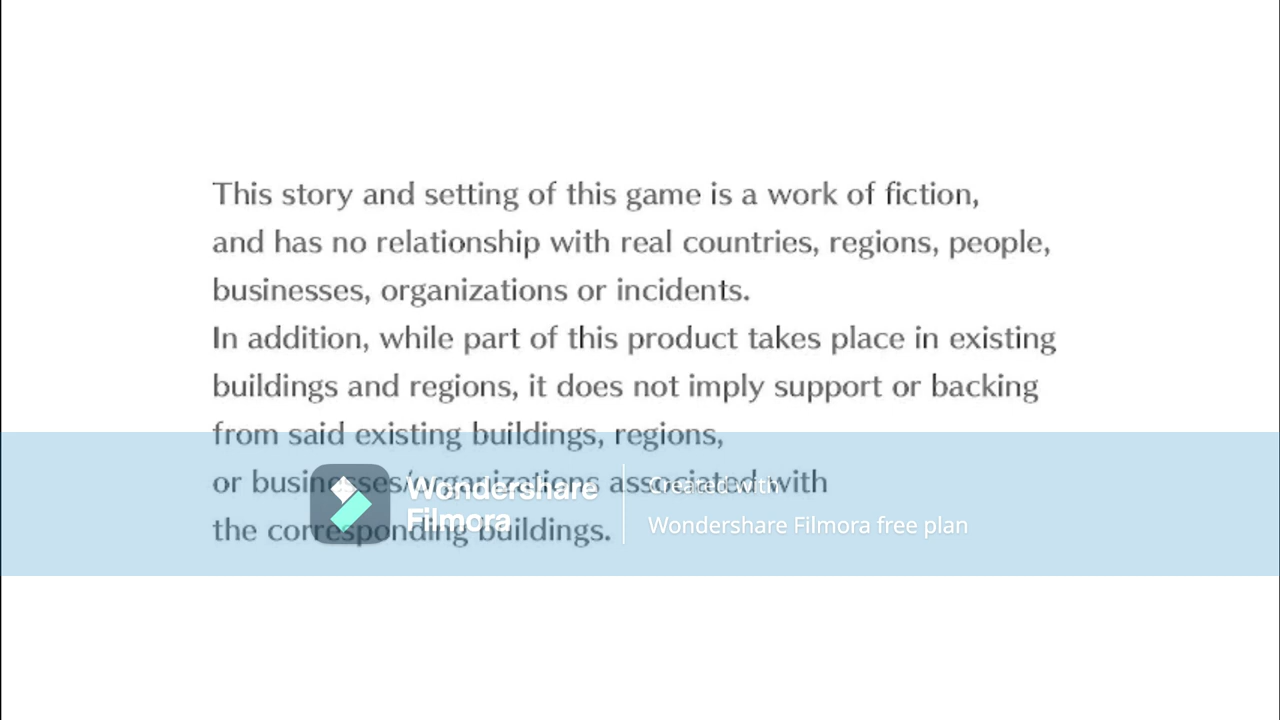 This story and setting of this game is a work of fiction,
and has no relationship with real countries, regions, people,
businesses, organizations or incidents.
In addition, while part of this product takes place in existing
buildings and regions, it does not imply support or backing
from said existing buildings, regions,
or businesses/organizations associated with
the corresponding buildings.
Wondershare
Filmora
Created with
Wondershare Filmora free plan